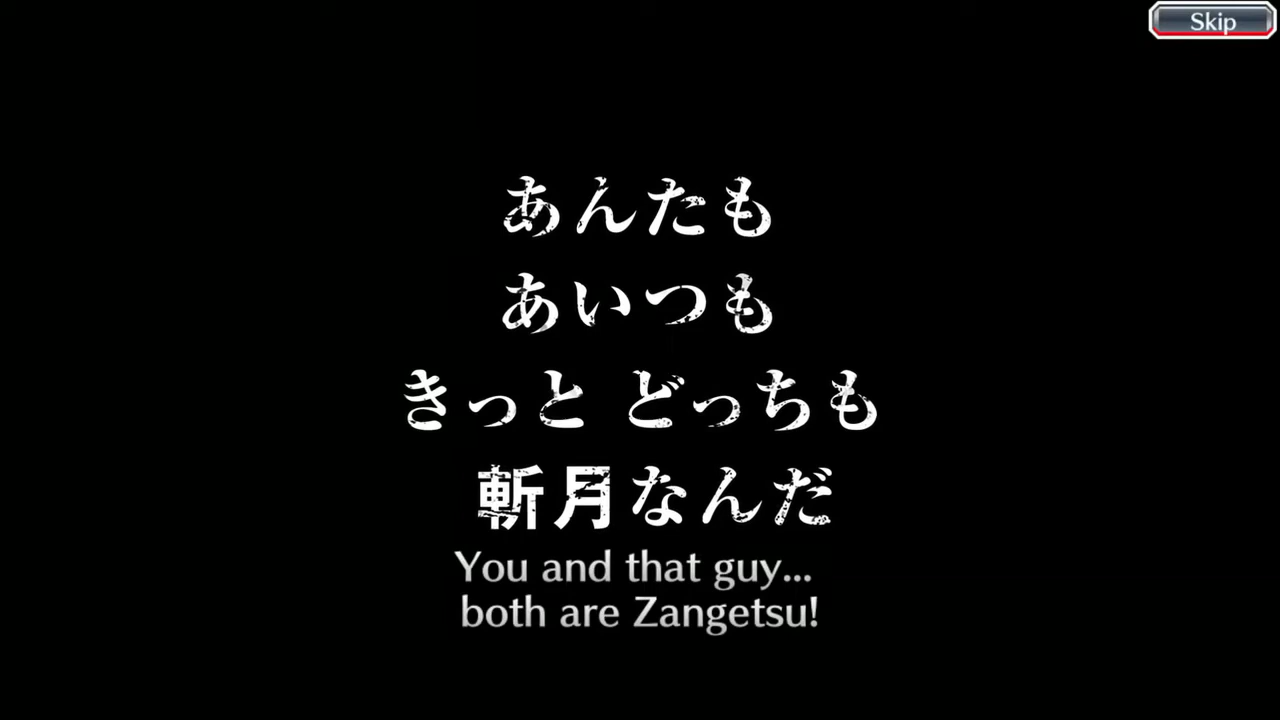 Skip
あんたも
あいつも
きっと どっちも
斬月なんだ
You and that guy...
both are Zangetsu!